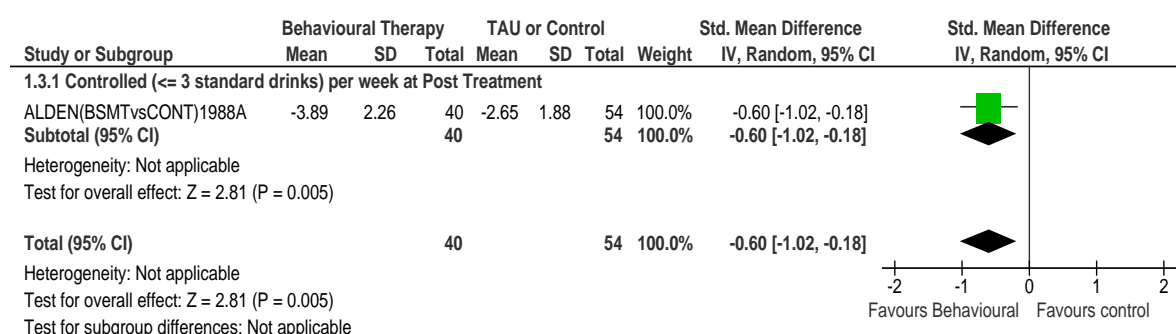 Behavioural Therapy TAU or Control Std. Mean Difference Std. Mean Difference
Study or Subgroup Mean SD Total Mean SD Total Weight IV, Random, 95% CI IV, Random, 95% CI
1.3.1 Controlled (<= 3 standard drinks) per week at Post Treatment
ALDEN(BSMTvsCONT)1988A -3.89 2.26 40 -2.65 1.88 54 100.0% -0.60 [-1.02, -0.18]
Subtotal (95% CI) 40 54 100.0% -0.60 [-1.02, -0.18]
Heterogeneity: Not applicable
Test for overall effect: Z = 2.81 (P = 0.005)
Total (95% CI) 40 54 100.0% -0.60 [-1.02, -0.18]
Heterogeneity: Not applicable
Test for overall effect: Z = 2.81 (P = 0.005)
Test for subgroup differences: Not applicable
-2 -1 0 1 2
Favours Behavioural Favours control